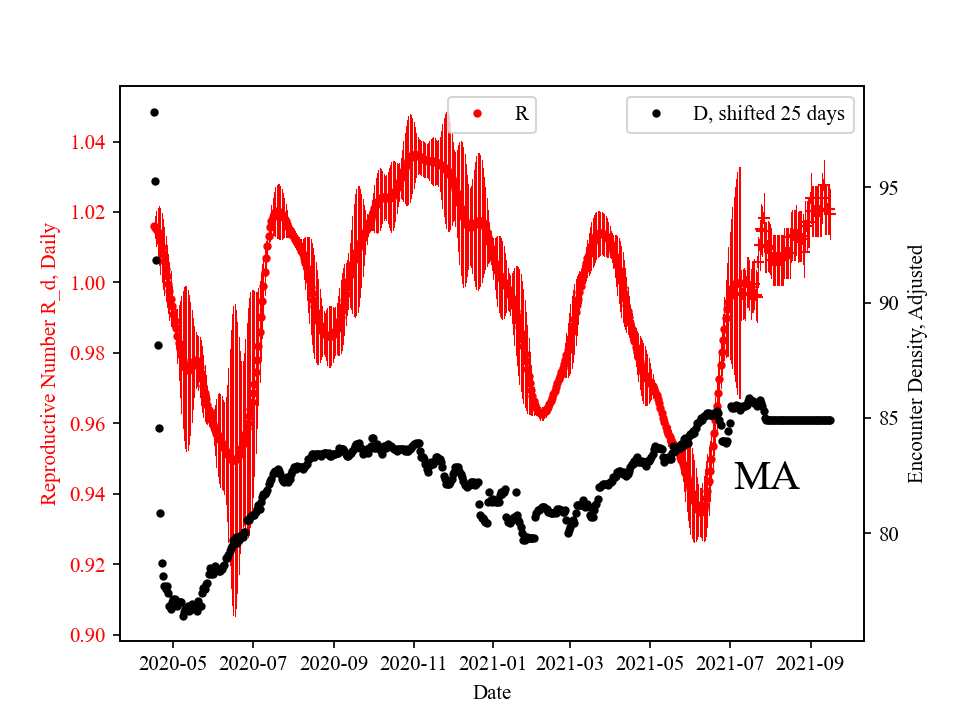 R
D, shifted 25 days
1.04
1.02
1.00
0.98
0.96
0.94
0.92
0.90
Reproductive Number R_d, Daily
95
90
85
80
Encounter Density, Adjusted
MA
2020-05 2020-07 2020-09 2020-11 2021-01 2021-03 2021-05 2021-07 2021-09
Date